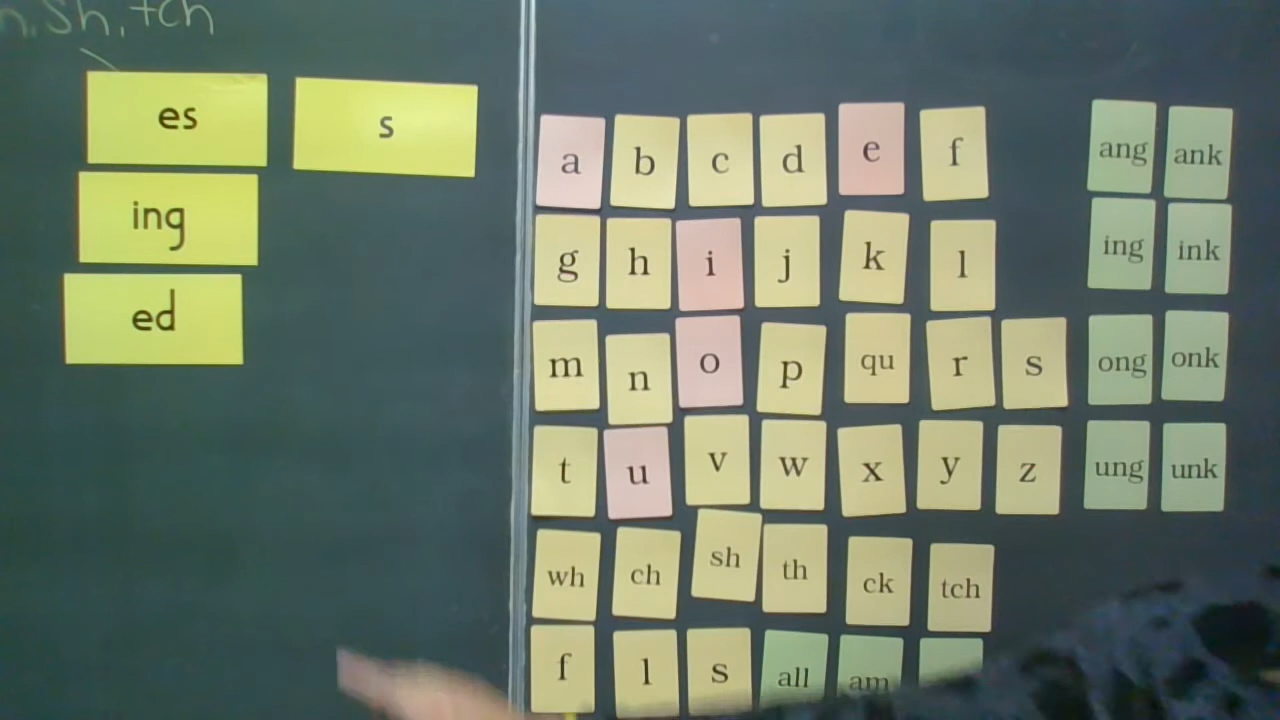 sh, tch
es s
ing
ed
a b c d e f ang ank
g h i j k l ing ink
m n o p qu r s ong onk
t u v w x y z ung unk
wh ch sh th ck tch
f l s all am